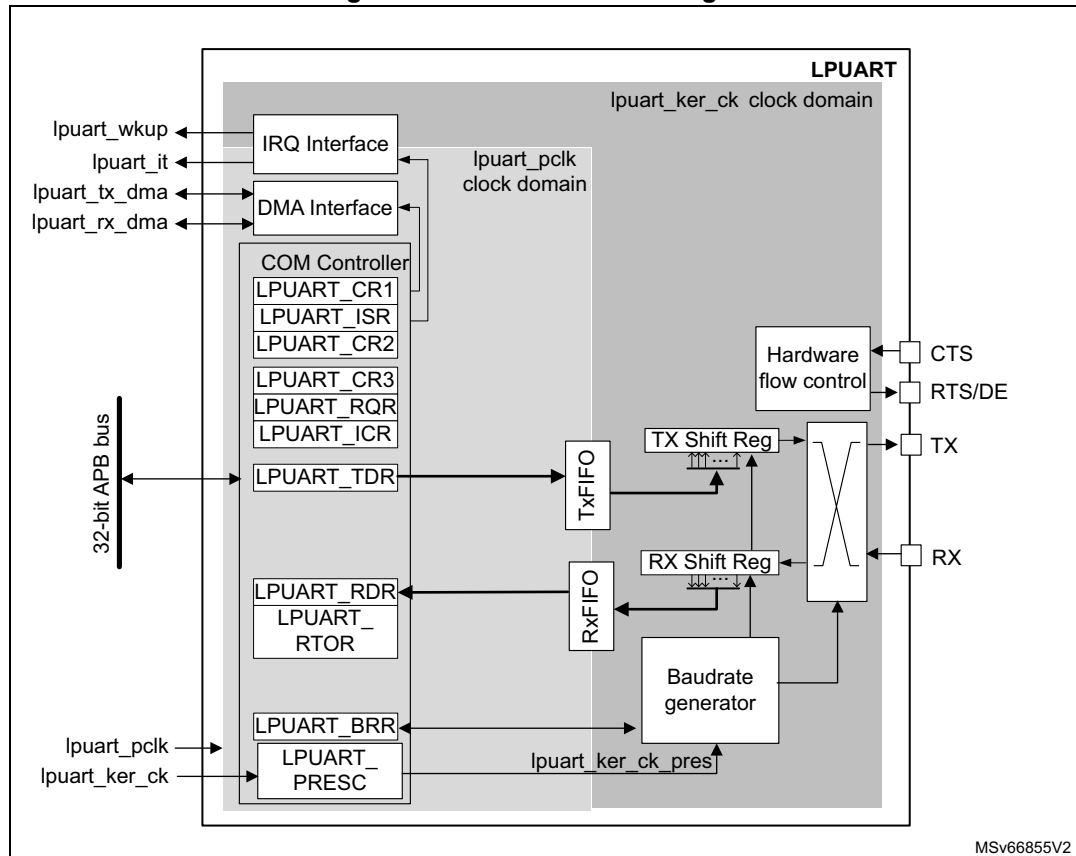 LPUART
lpuart_ker_ck clock domain
lpuart_wkup
IRQ Interface
lpuart_it
lpuart_pclk
clock domain
lpuart_tx_dma
DMA Interface
lpuart_rx_dma
COM Controller
LPUART_CR1
LPUART_ISR
LPUART_CR2
LPUART_CR3
LPUART_RQR
LPUART_ICR
Hardware
flow control
CTS
RTS/DE
32-bit APB bus
LPUART_TDR
TxFIFO
TX Shift Reg
...
TX
LPUART_RDR
LPUART_
RTOR
RxFIFO
RX Shift Reg
...
RX
Baudrate
generator
LPUART_BRR
lpuart_pclk
lpuart_ker_ck
LPUART_
PRESC
lpuart_ker_ck_pres
MSv66855V2